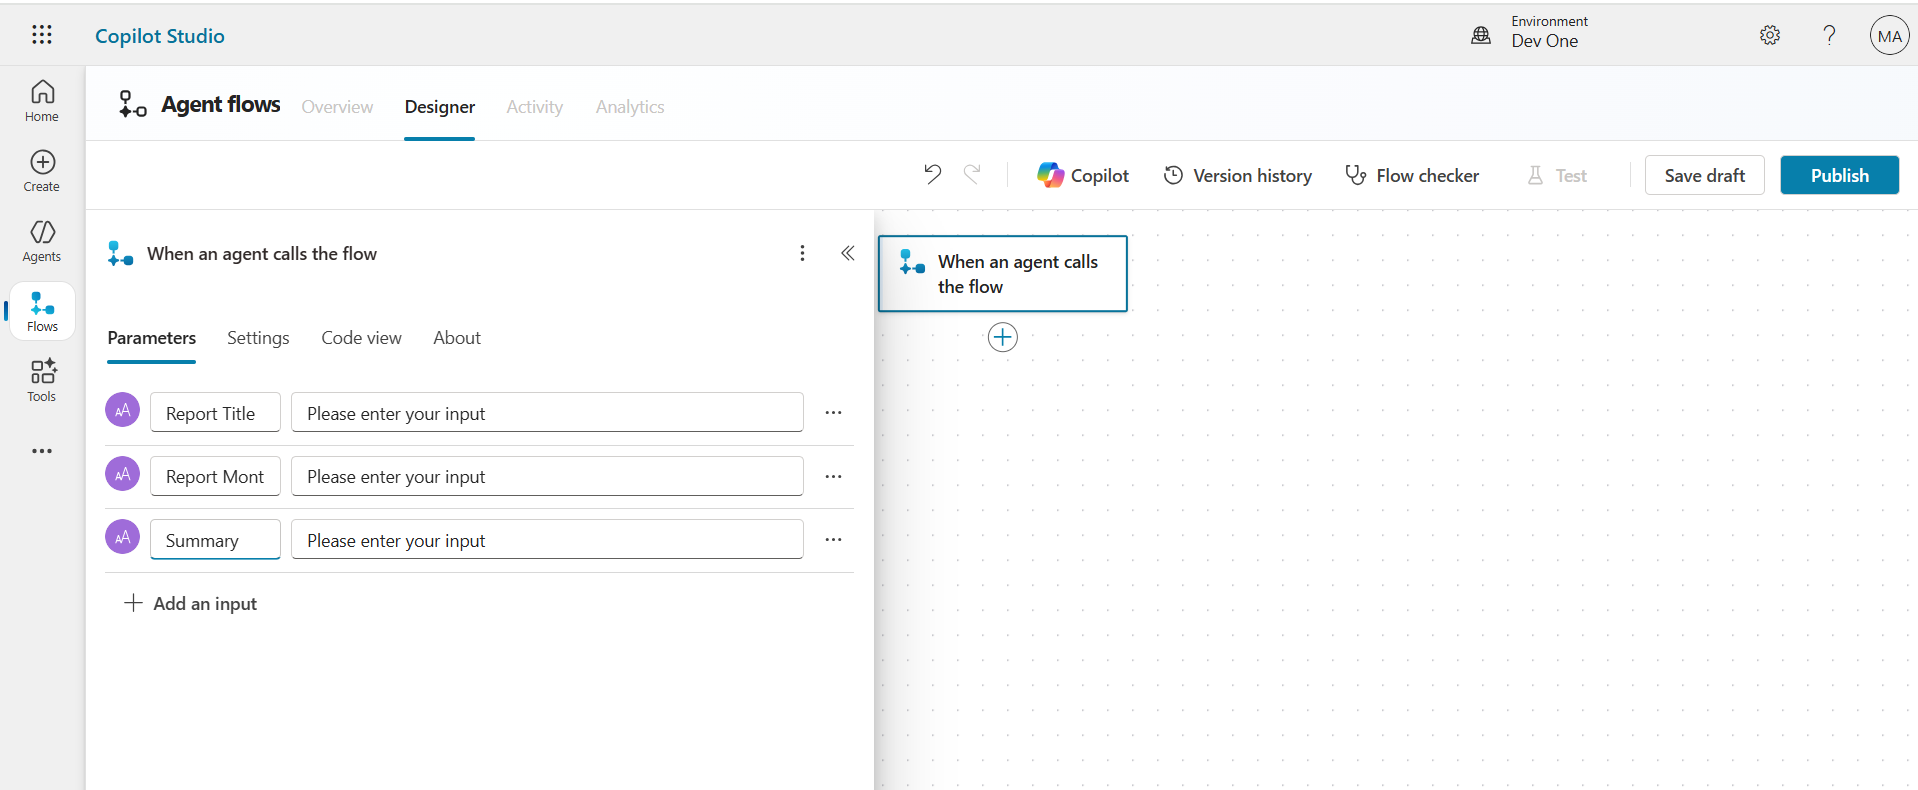 Copilot Studio
Environment
Dev One
MA
Home
Create
Agents
Flows
Tools
Agent flows
Overview
Designer
Activity
Analytics
Copilot
Version history
Flow checker
Test
Save draft
Publish
When an agent calls the flow
Parameters
Settings
Code view
About
AA
Report Title
Please enter your input
AA
Report Mont
Please enter your input
AA
Summary
Please enter your input
Add an input
When an agent calls
the flow